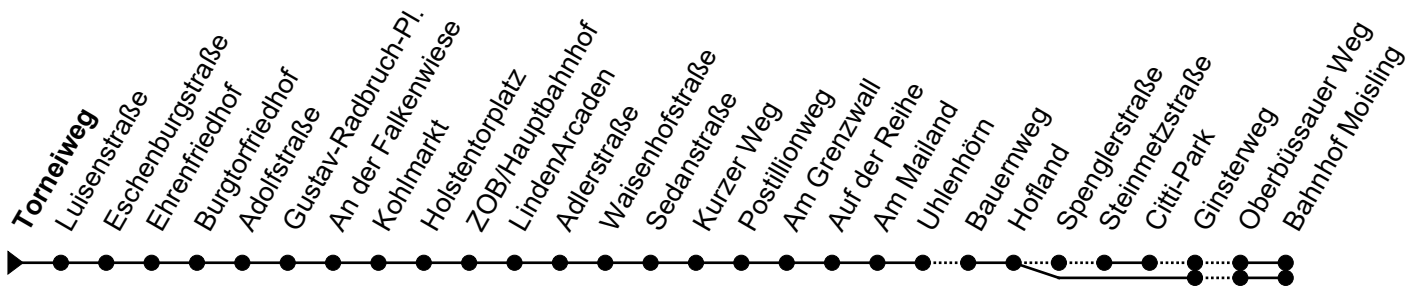 Torneiweg
Luisenstraße
Eschenburgstraße
Ehrenfriedhof
Burgtorfriedhof
Adolfstraße
Gustav-Radbruch-Pl.
An der Falkenwiese
Kohlmarkt
Holstentorplatz
ZOB/Hauptbahnhof
LindenArcaden
Adlerstraße
Waisenhofstraße
Sedanstraße
Kurzer Weg
Postillionweg
Am Grenzwall
Auf der Reihe
Am Mailand
Uhlenhörn
Bauernweg
Hofland
Spenglerstraße
Steinmetzstraße
Citti-Park
Ginsterweg
Oberbüssauer Weg
Bahnhof Moisling